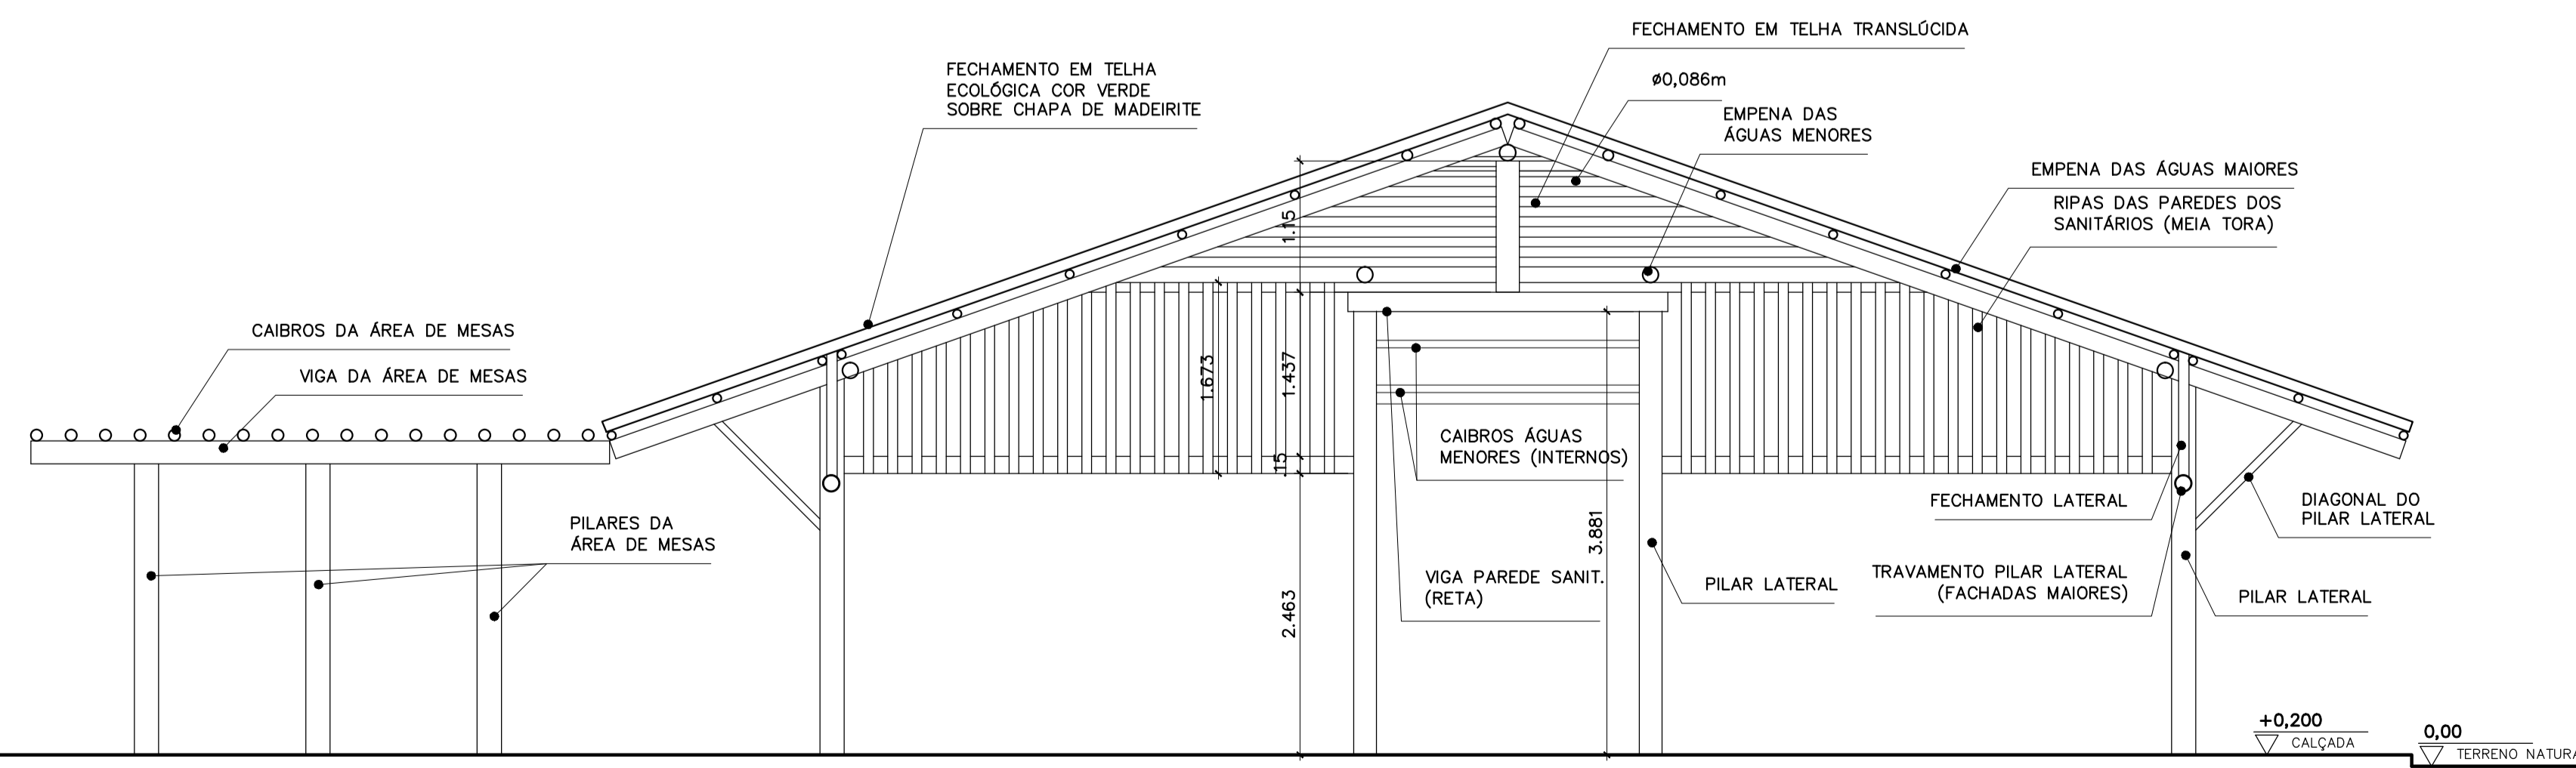 FECHAMENTO EM TELHA TRANSLÚCIDA
FECHAMENTO EM TELHA
ECOLÓGICA COR VERDE
SOBRE CHAPA DE MADEIRITE
ø0,086m
EMPENA DAS
ÁGUAS MENORES
EMPENA DAS ÁGUAS MAIORES
RIPAS DAS PAREDES DOS
SANITÁRIOS (MEIA TORA)
1.15
CAIBROS DA ÁREA DE MESAS
VIGA DA ÁREA DE MESAS
1.673
1.437
CAIBROS ÁGUAS
MENORES (INTERNOS)
.15
FECHAMENTO LATERAL
DIAGONAL DO
PILAR LATERAL
PILARES DA
ÁREA DE MESAS
3.881
VIGA PAREDE SANIT.
(RETA)
PILAR LATERAL
TRAVAMENTO PILAR LATERAL
(FACHADAS MAIORES)
PILAR LATERAL
2.463
+0,200
CALÇADA
0,00
TERRENO NATURA